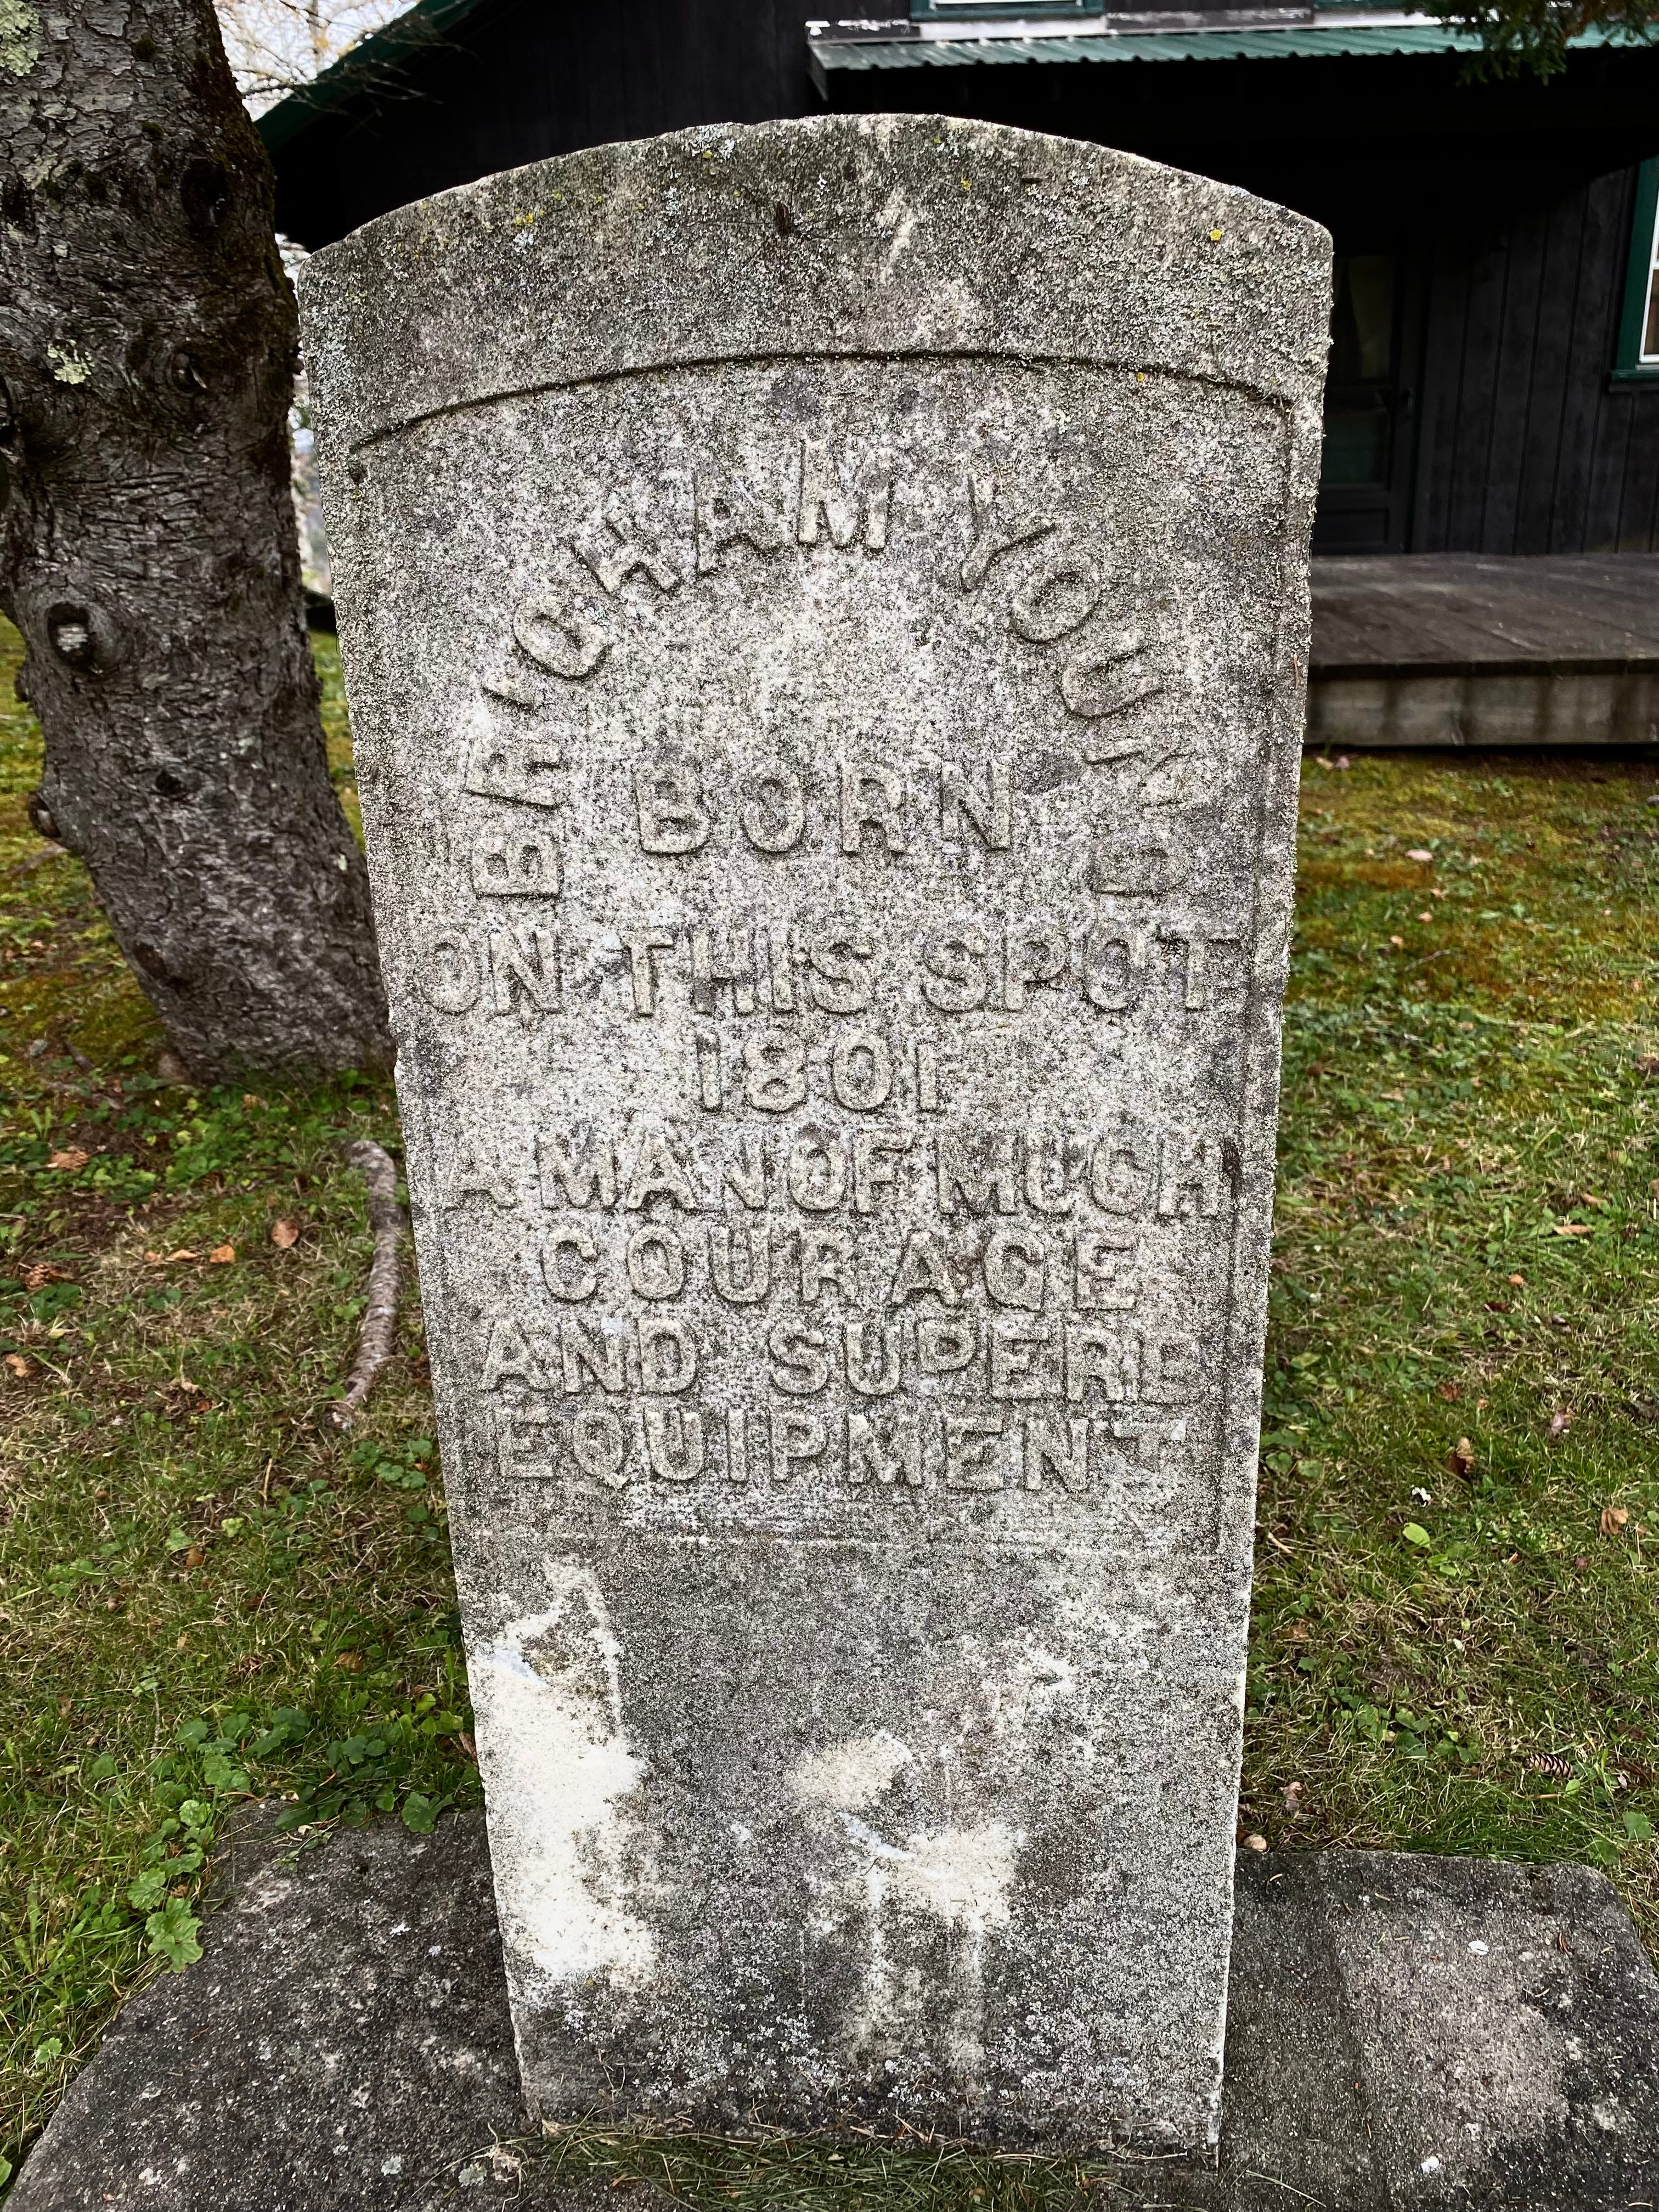 BRIGHAM YOUNG
BORN
ON THIS SPOT
1801
A MAN OF MUCH
COURAGE
AND SUPERB
EQUIPMENT